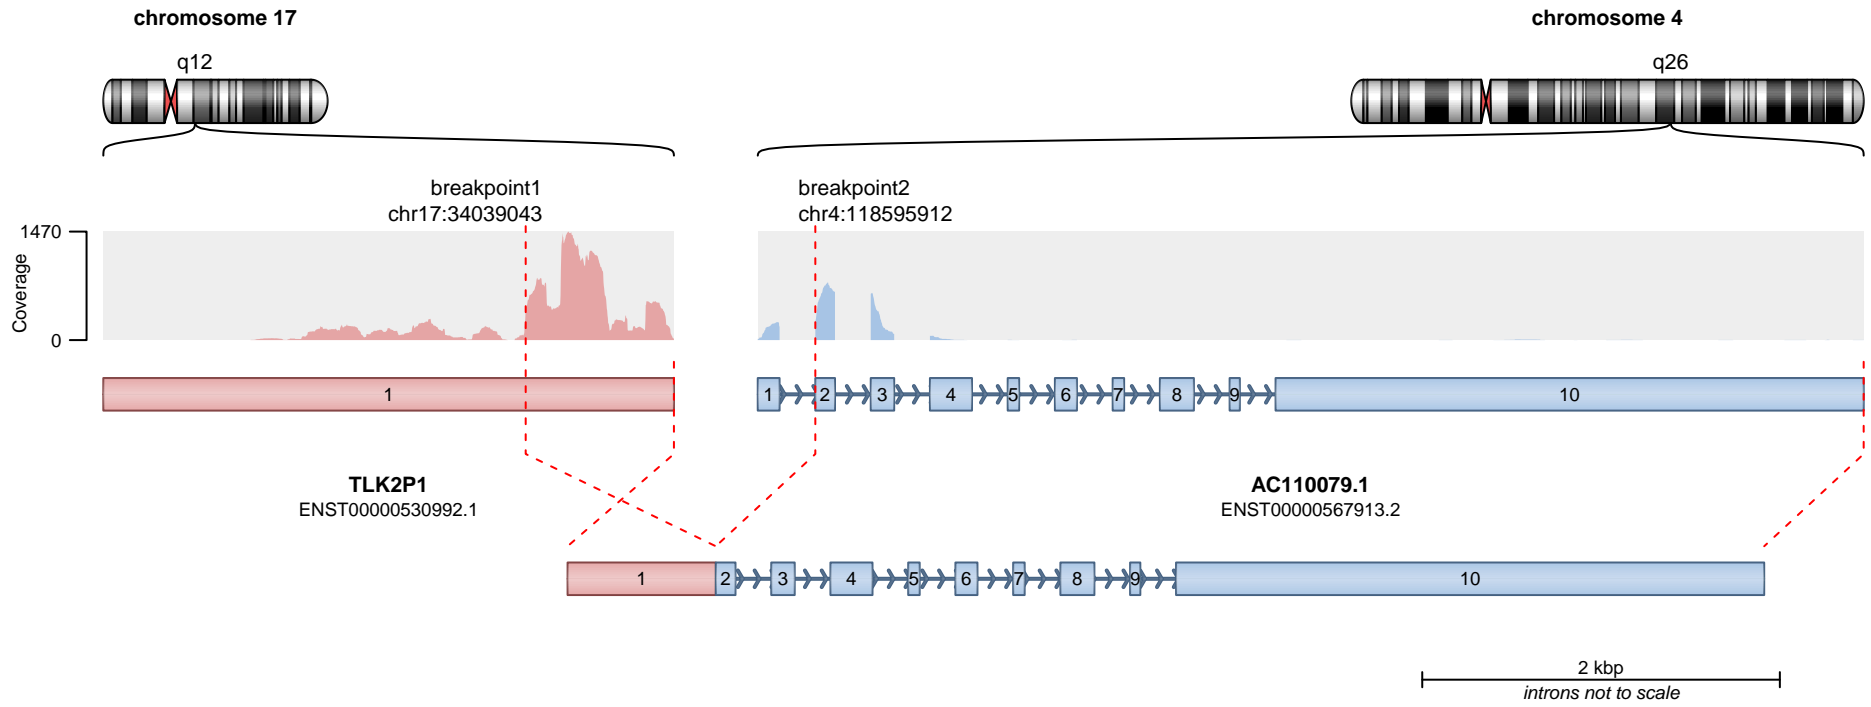 chromosome 17
chromosome 4
q12
q26
breakpoint1
chr17:34039043
breakpoint2
chr4:118595912
1470
Coverage
0
1
1 2 3 4 5 6 7 8 9 10
TLK2P1
ENST00000530992.1
AC110079.1
ENST00000567913.2
1 2 3 4 5 6 7 8 9 10
2 kbp
introns not to scale